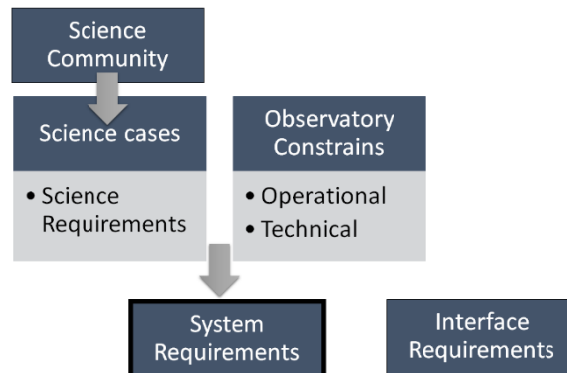 Science
Community
Science cases
• Science
Requirements
Observatory
Constrains
• Operational
• Technical
System
Requirements
Interface
Requirements